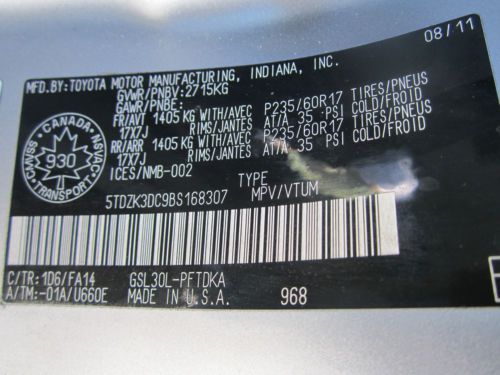 08/11
MFD.BY:TOYOTA MOTOR MANUFACTURING, INDIANA, INC.
GVWR/PNBV:2715KG
GAWR/PNBE:
FR/AVT 1405 KG WITH/AVEC P235/60R17 TIRES/PNEUS
17X7J RIMS/JANTES AT/A 35 PSI COLD/FROID
RR/ARR 1405 KG WITH/AVEC P235/60R17 TIRES/PNEUS
17X7J RIMS/JANTES AT/A 35 PSI COLD/FROID
ICES/NMB-002
CANADA
CMVSS NSVAC
930
TRANSPORT
TYPE
5TDZK3DC9BS168307 MPV/VTUM
C/TR: 1D6/FA14 GSL30L-PFTDKA
A/TM:-01A/U660E MADE IN U.S.A. 968